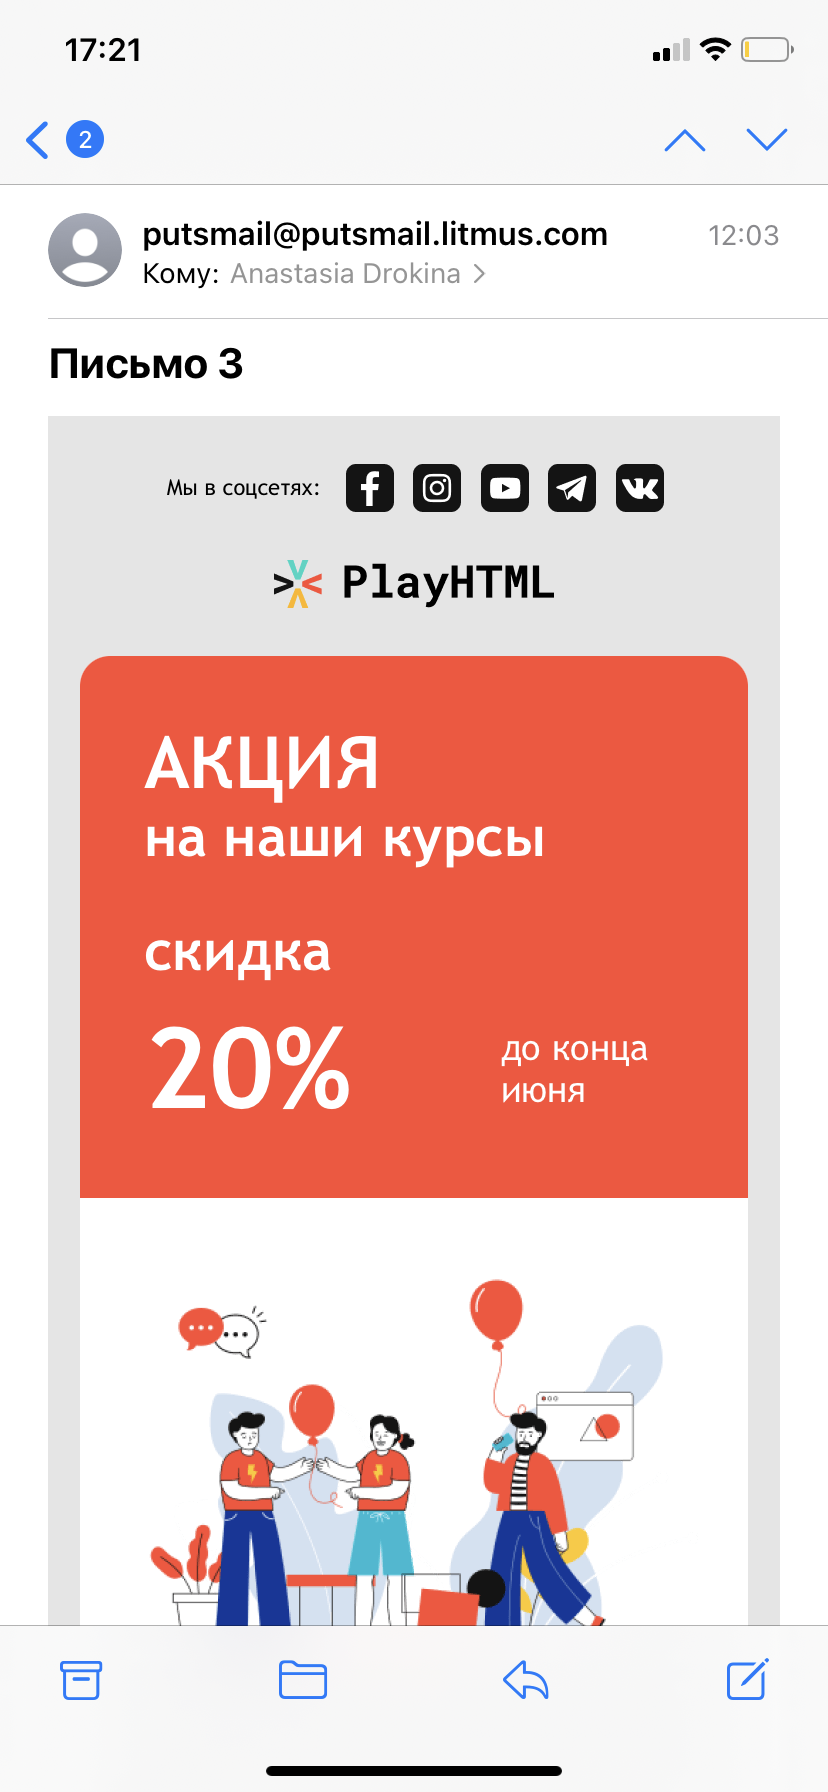 17:21
2
putsmail@putsmail.litmus.com
12:03
Кому: Anastasia Drokina
Письмо 3
Мы в соцсетях:
PlayHTML
АКЦИЯ
на наши курсы
скидка
20%
до конца
июня